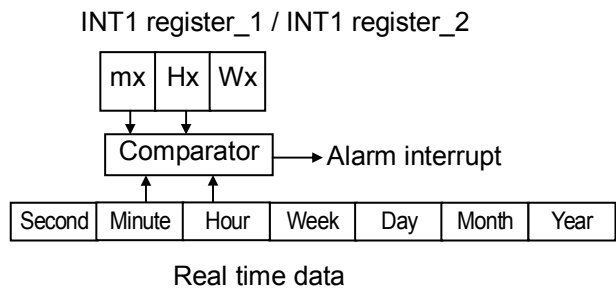 INT1 register_1 / INT1 register_2
mx Hx Wx
Comparator Alarm interrupt
Second Minute Hour Week Day Month Year
Real time data